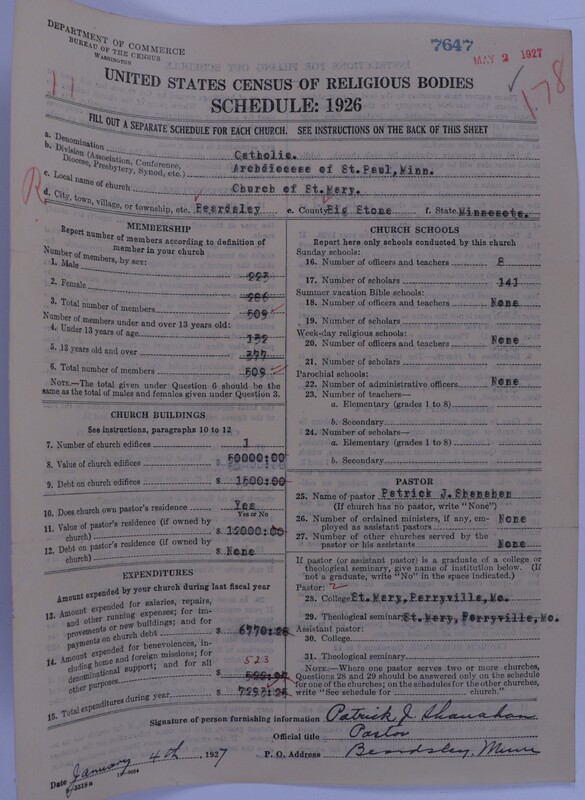 DEPARTMENT OF COMMERCE
BUREAU OF THE CENSUS
WASHINGTON
7647
MAY 2 1927
178
11
UNITED STATES CENSUS OF RELIGIOUS BODIES
SCHEDULE: 1926
FILL OUT A SEPARATE SCHEDULE FOR EACH CHURCH. SEE INSTRUCTIONS ON THE BACK OF THIS SHEET
a. Denomination Catholic.
b. Division (Association, Conference, Diocese, Presbytery, Synod, etc.) Archdiocese of St.Paul,Minn.
c. Local name of church Church of St.Mary.
R
d. City, town, village, or township, etc. Beardsley e. County Big Stone f. State Minnesota.
MEMBERSHIP
Report number of members according to definition of
member in your church
Number of members, by sex:
1. Male 223
2. Female 286
3. Total number of members 509
Number of members under and over 13 years old:
4. Under 13 years of age 132
5. 13 years old and over 377
6. Total number of members 509
NOTE.—The total given under Question 6 should be the
same as the total of males and females given under Question 3.
CHURCH BUILDINGS
See instructions, paragraphs 10 to 12
7. Number of church edifices 1
8. Value of church edifices $ 50000:00
9. Debt on church edifices $ 1500:00
10. Does church own pastor's residence? Yes
Yes or No
11. Value of pastor's residence (if owned by
church) $ 15000:00
12. Debt on pastor's residence (if owned by
church) $ None
EXPENDITURES
Amount expended by your church during last fiscal year
13. Amount expended for salaries, repairs,
and other running expenses; for im-
provements or new buildings; and for
payments on church debt $ 6770:25
14. Amount expended for benevolences, in-
cluding home and foreign missions; for
denominational support; and for all
other purposes $
523
15. Total expenditures during year $
CHURCH SCHOOLS
Report here only schools conducted by this church
Sunday schools:
16. Number of officers and teachers 8
17. Number of scholars 141
Summer vacation Bible schools:
18. Number of officers and teachers None
19. Number of scholars
Week-day religious schools:
20. Number of officers and teachers None
21. Number of scholars
Parochial schools:
22. Number of administrative officers None
23. Number of teachers—
a. Elementary (grades 1 to 8)
b. Secondary
24. Number of scholars—
a. Elementary (grades 1 to 8)
b. Secondary
PASTOR
25. Name of pastor Patrick J.Shanahan
(If church has no pastor, write "None")
26. Number of ordained ministers, if any, em-
ployed as assistant pastors None
27. Number of other churches served by the
pastor or his assistants None
If pastor (or assistant pastor) is a graduate of a college or
theological seminary, give name of institution below. (If
not a graduate, write "No" in the space indicated.)
Pastor:
28. College St.Mary,Perryville,Mo.
29. Theological seminary St.Mery,Perryville,Mo.
Assistant pastor:
30. College
31. Theological seminary
NOTE.—Where one pastor serves two or more churches,
Questions 28 and 29 should be answered only on the schedule
for one of the churches; on the schedules for the other churches,
write "See schedule for church."
Signature of person furnishing information Patrick J Shanahan
Official title Pastor
Date January 4th, 1927 P. O. Address Beardsley, Minn